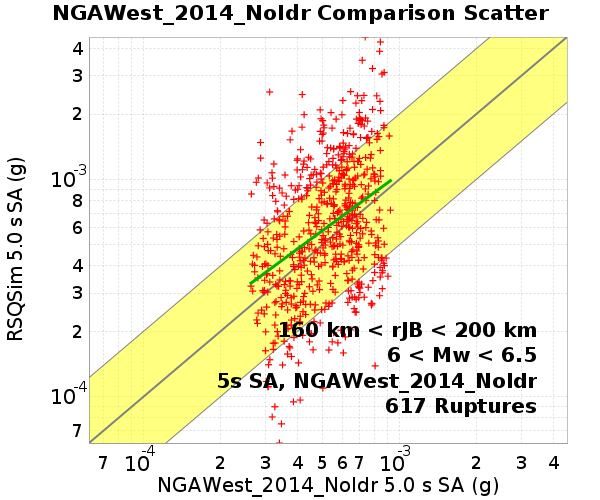 NGAWest_2014_NoIdr Comparison Scatter
RSQSim 5.0 s SA (g)
4
3
2
10-3
8
6
4
3
2
10-4
7
160 km < rJB < 200 km
6 < Mw < 6.5
5s SA, NGAWest_2014_NoIdr
617 Ruptures
7 10-4 2 3 4 5 6 7 10-3 2 3 4
NGAWest_2014_NoIdr 5.0 s SA (g)